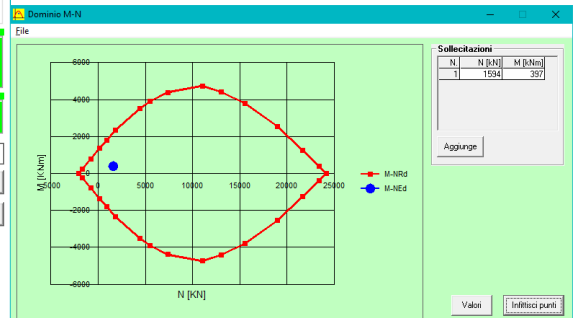 Dominio M-N
File
Sollecitazioni
N. N [kN] M [kNm]
1 1594 397
Aggiunge
6000
4000
2000
0
-2000
-4000
-6000
M [KNm]
5000 0 5000 10000 15000 20000 25000
N [KN]
M-NRd
M-NEd
Valori
Infittisci punti